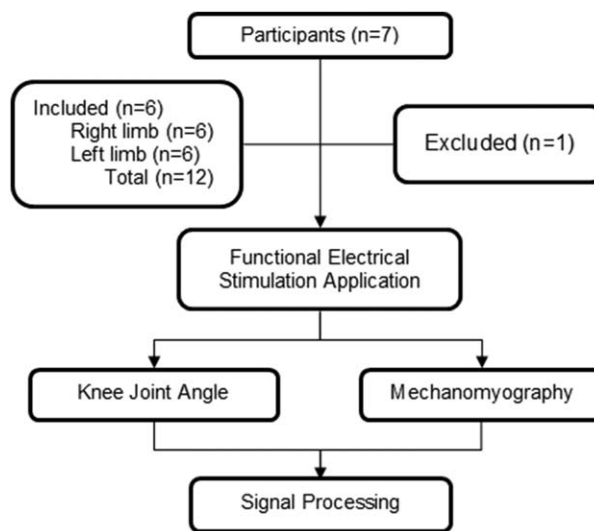 Participants (n=7)
Included (n=6)
Right limb (n=6)
Left limb (n=6)
Total (n=12)
Excluded (n=1)
Functional Electrical
Stimulation Application
Knee Joint Angle
Mechanomyography
Signal Processing